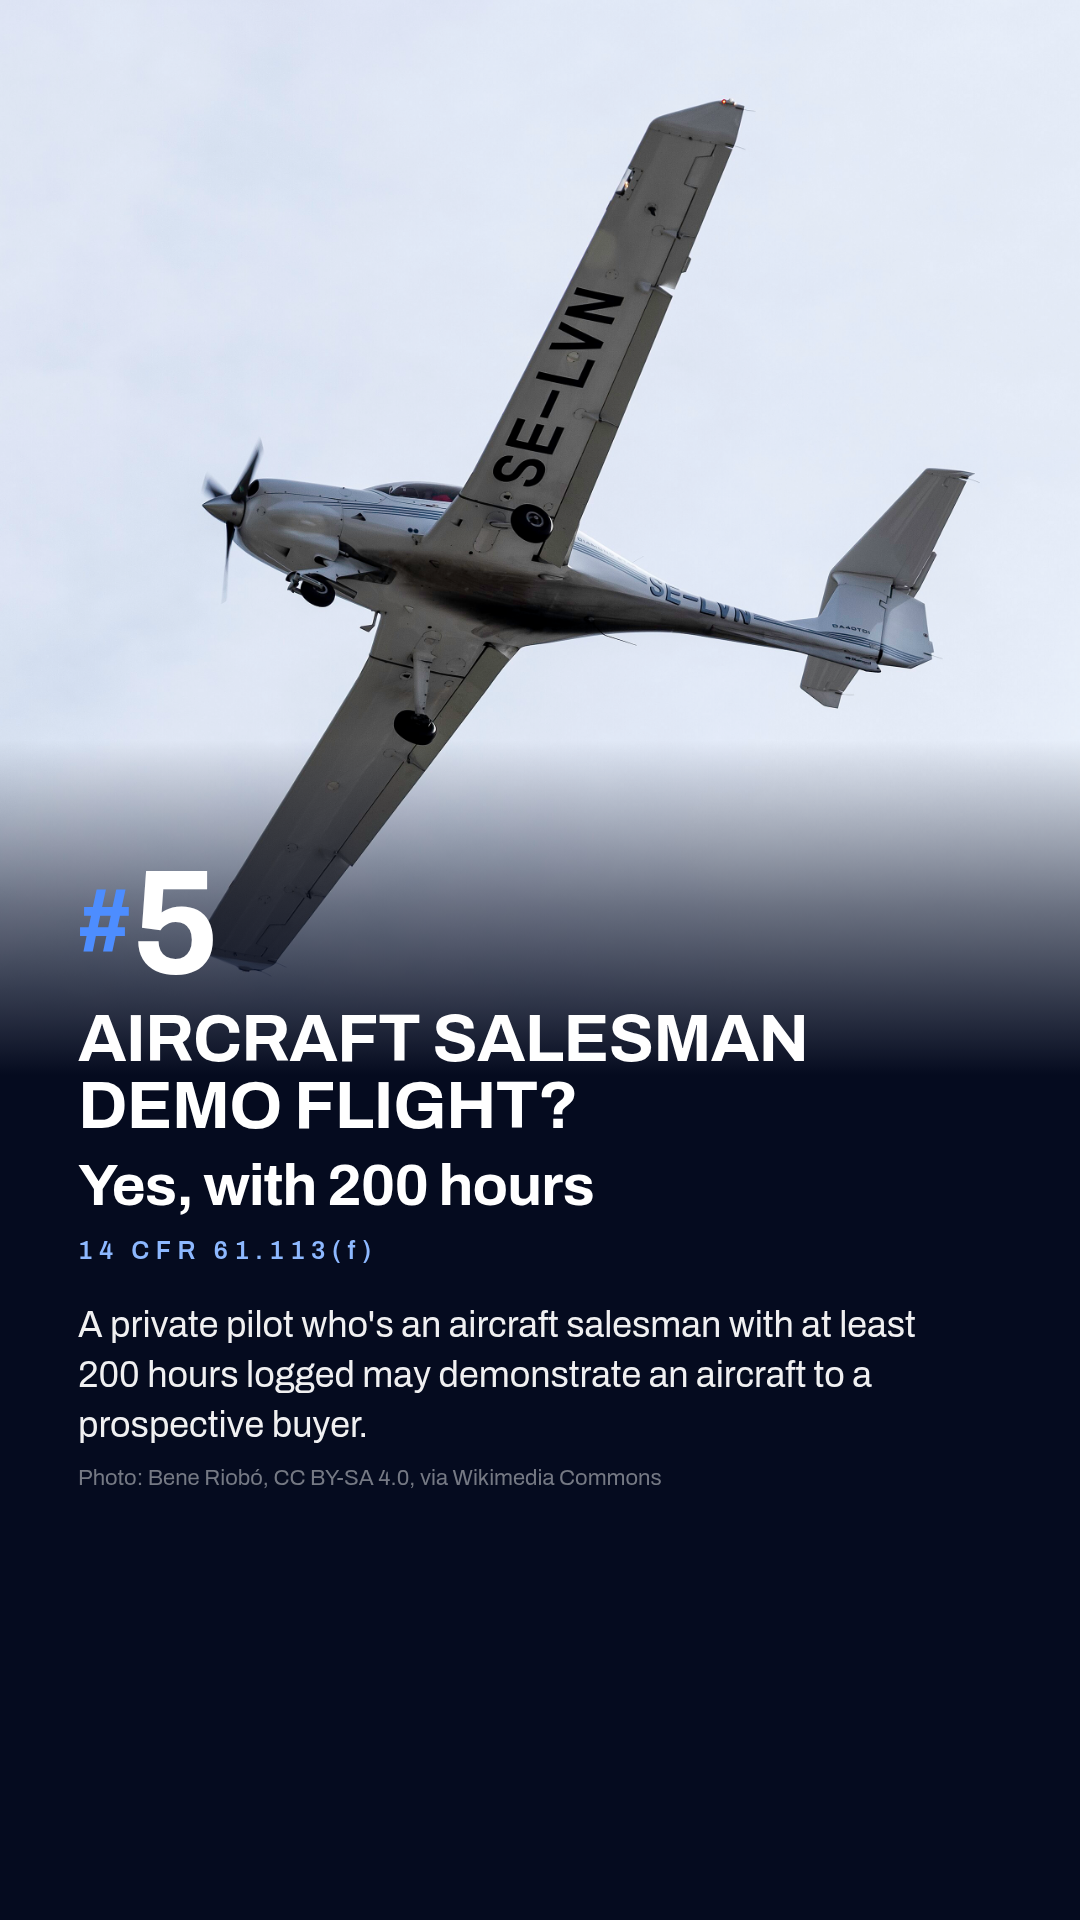 SE-LVN
SE-LVN
DA40TDI
#5
AIRCRAFT SALESMAN
DEMO FLIGHT?
Yes, with 200 hours
14 CFR 61.113(f)
A private pilot who's an aircraft salesman with at least
200 hours logged may demonstrate an aircraft to a
prospective buyer.
Photo: Bene Riobó, CC BY-SA 4.0, via Wikimedia Commons